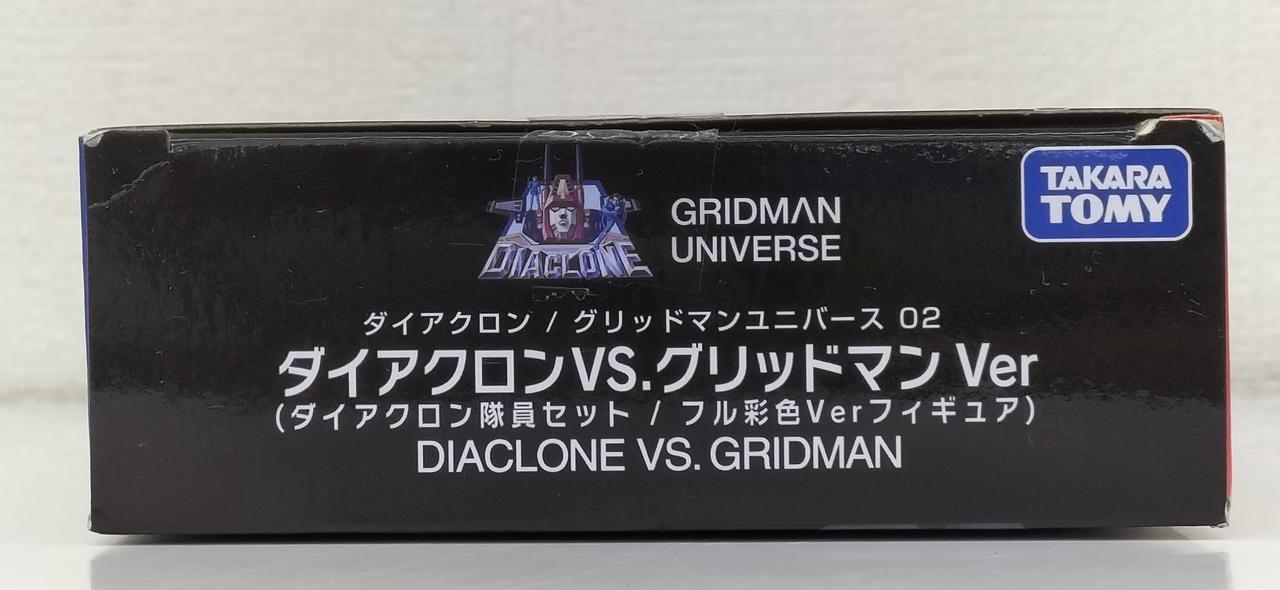 DIACLONE
GRIDMAN
UNIVERSE
TAKARA
TOMY
ダイアクロン / グリッドマンユニバース 02
ダイアクロンVS.グリッドマン Ver
(ダイアクロン隊員セット / フル彩色Verフィギュア)
DIACLONE VS. GRIDMAN